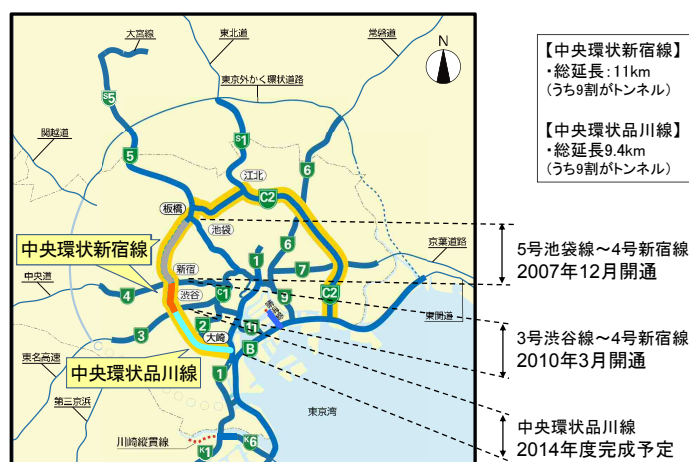 大宮線
東北道
常磐道
N
東京外かく環状道路
S5
関越道
5
S1
6
江北
C2
板橋
池袋
中央環状新宿線
6
1
京葉道路
新宿
7
中央道
渋谷
C1
4
9
C2
3
2
11
東関道
大崎
B
東名高速
中央環状品川線
1
第三京浜
東京湾
川崎縦貫線
K1
K6
【中央環状新宿線】
・総延長:11km
(うち9割がトンネル)
【中央環状品川線】
・総延長9.4km
(うち9割がトンネル)
5号池袋線~4号新宿線
2007年12月開通
3号渋谷線~4号新宿線
2010年3月開通
中央環状品川線
2014年度完成予定